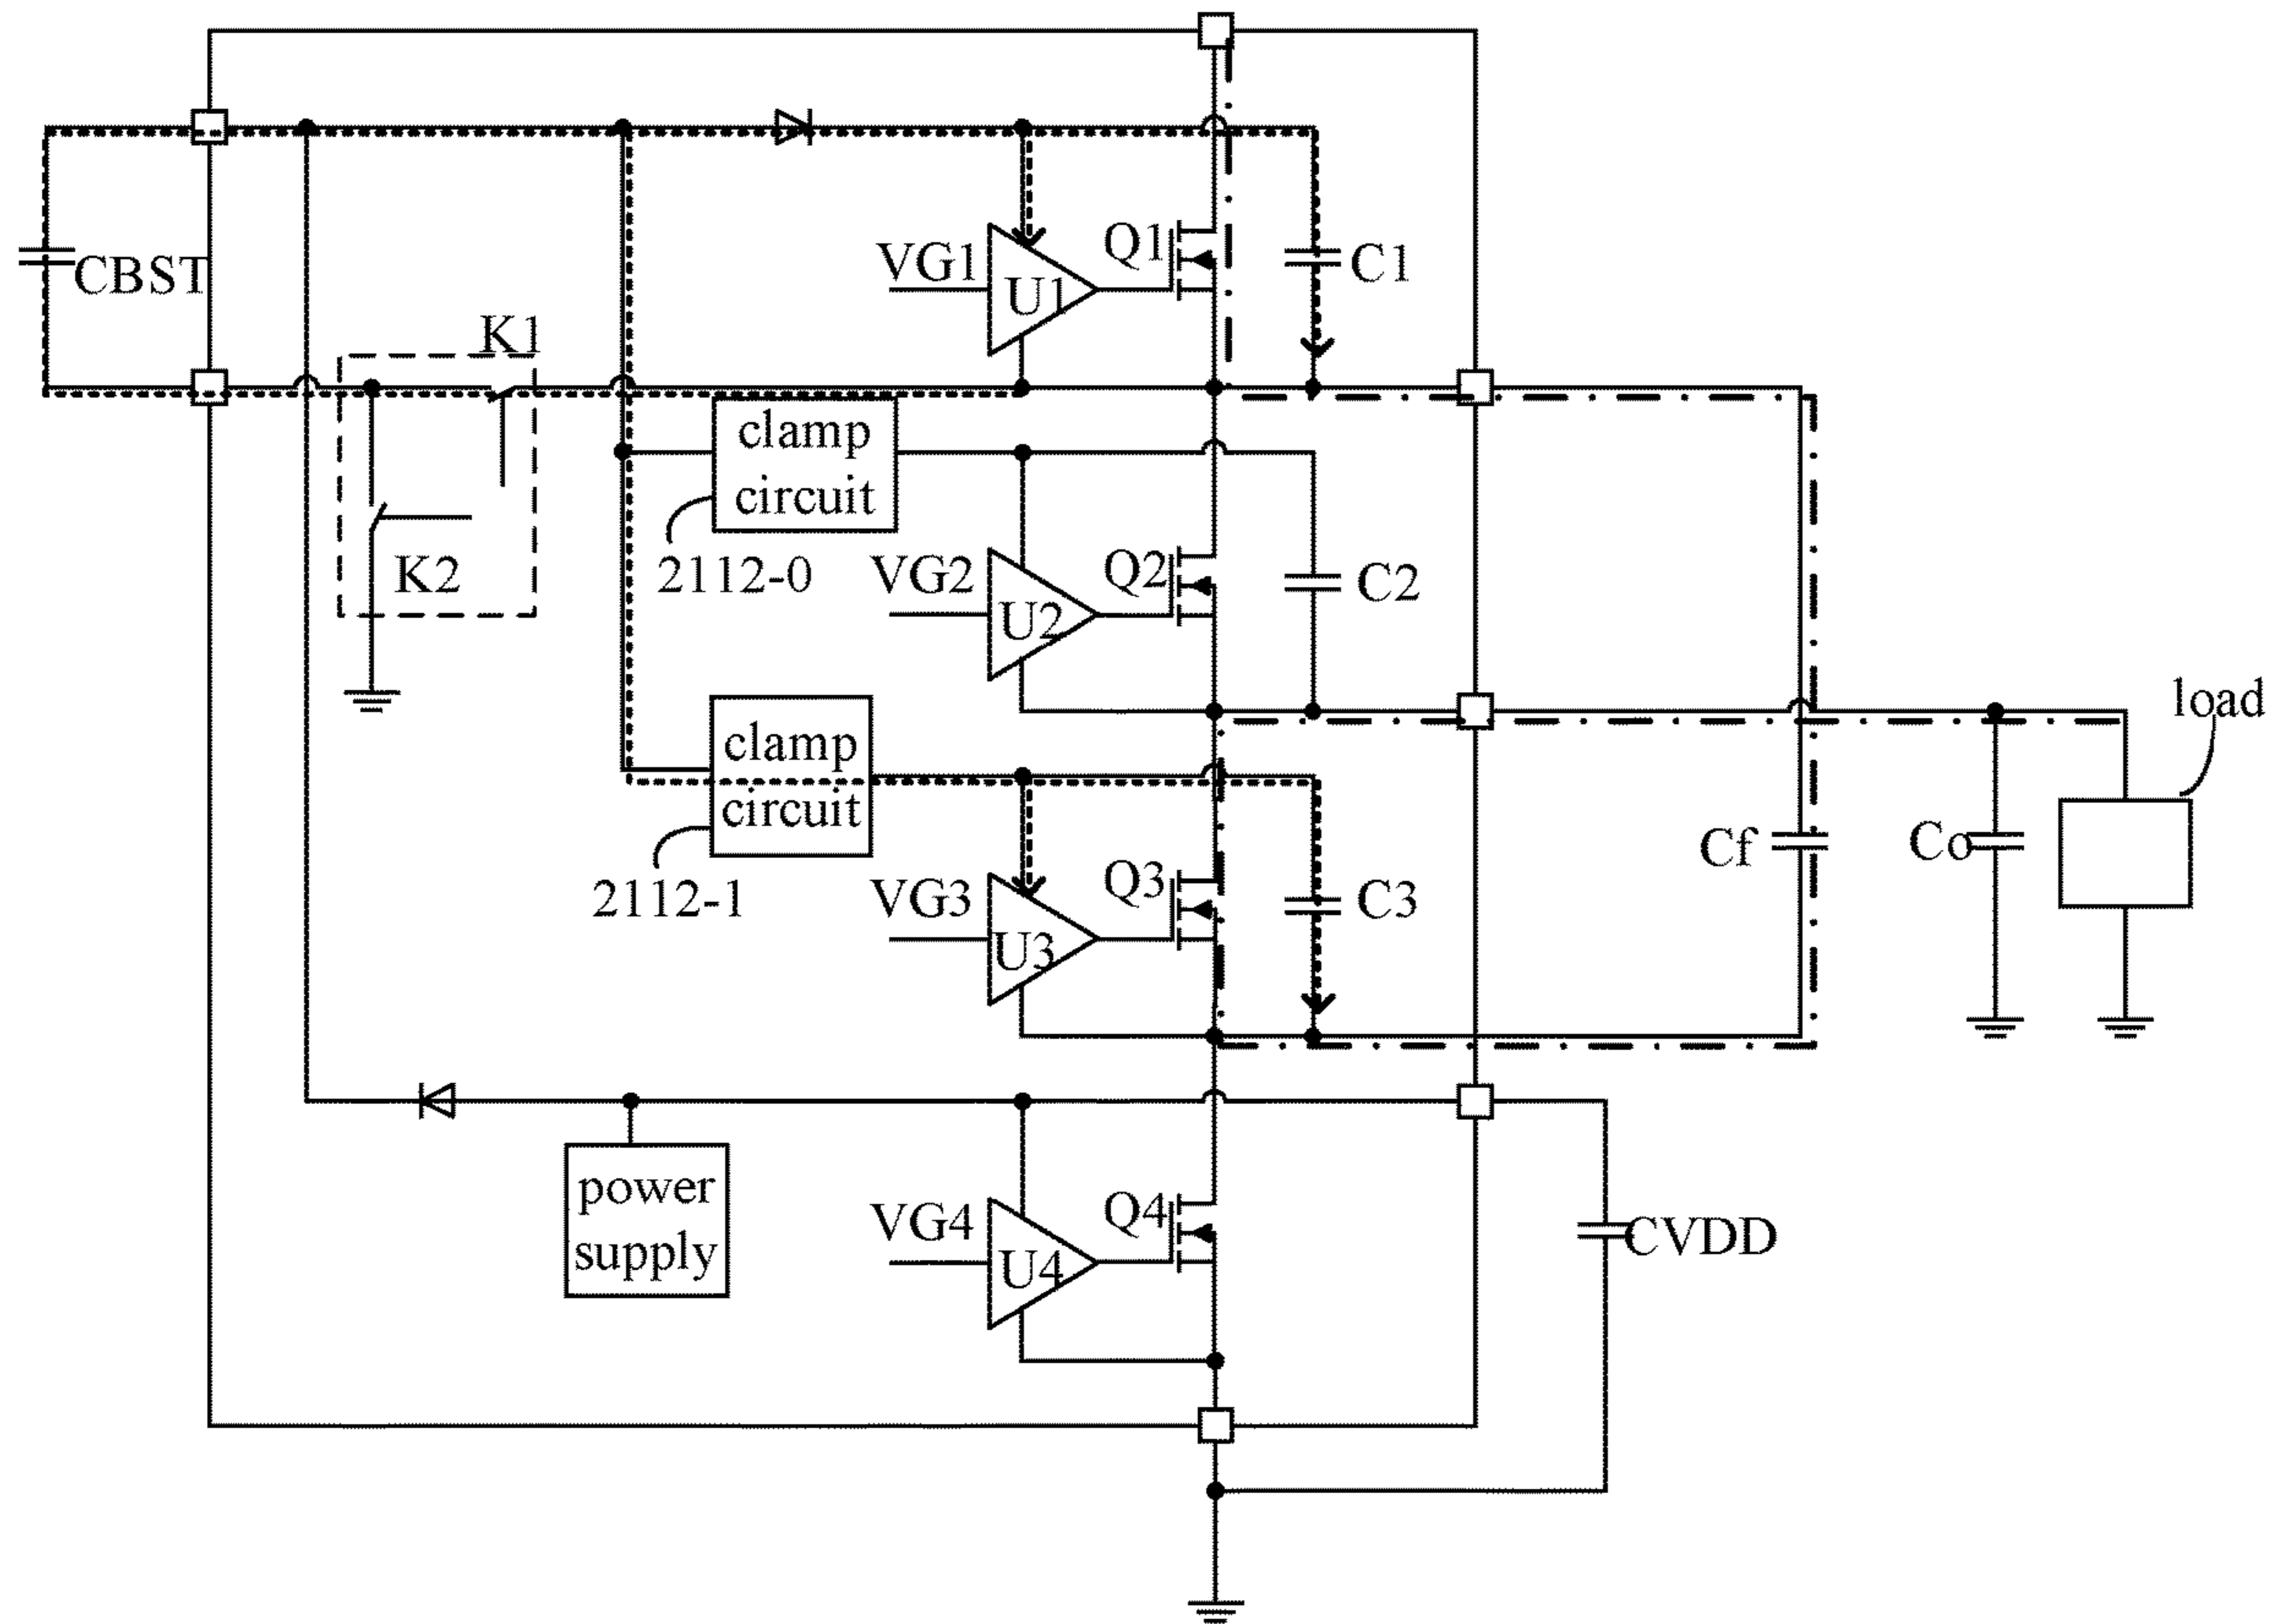 CBST
K1
K2
VG1
U1
Q1
C1
clamp
circuit
2112-0
VG2
U2
Q2
C2
clamp
circuit
2112-1
VG3
U3
Q3
C3
Cf
Co
load
power
supply
VG4
U4
Q4
CVDD